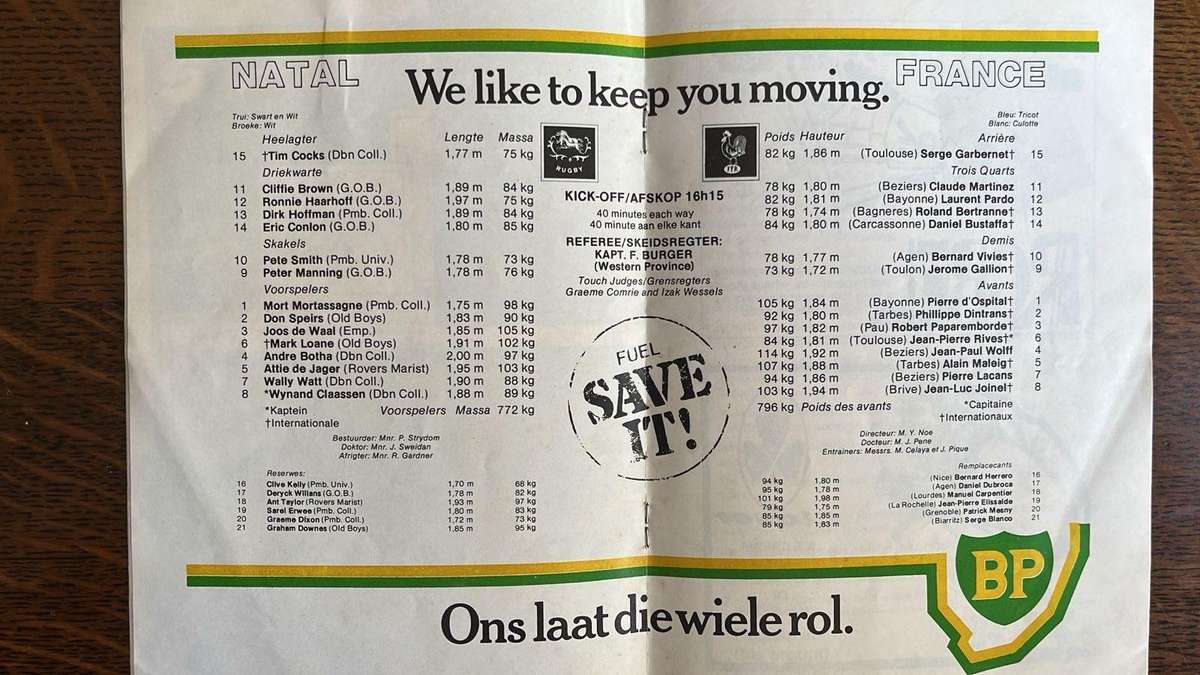 NATAL
We like to keep you moving.
FRANCE
Trui: Swart en Wit
Broeke: Wit
Heelagter Lengte Massa
15 †Tim Cocks (Dbn Coll.) 1,77 m 75 kg
Driekwarte
11 Cliffie Brown (G.O.B.) 1,89 m 84 kg
12 Ronnie Haarhoff (G.O.B.) 1,97 m 75 kg
13 Dirk Hoffman (Pmb. Coll.) 1,89 m 84 kg
14 Eric Conlon (G.O.B.) 1,80 m 85 kg
Skakels
10 Pete Smith (Pmb. Univ.) 1,78 m 73 kg
9 Peter Manning (G.O.B.) 1,78 m 76 kg
Voorspelers
1 Mort Mortassagne (Pmb. Coll.) 1,75 m 98 kg
2 Don Speirs (Old Boys) 1,83 m 90 kg
3 Joos de Waal (Emp.) 1,85 m 105 kg
6 †Mark Loane (Old Boys) 1,91 m 102 kg
4 Andre Botha (Dbn Coll.) 2,00 m 97 kg
5 Attie de Jager (Rovers Marist) 1,95 m 103 kg
7 Wally Watt (Dbn Coll.) 1,90 m 88 kg
8 *Wynand Claassen (Dbn Coll.) 1,88 m 89 kg
*Kaptein Voorspelers Massa 772 kg
†Internationale
Bestuurder: Mnr. P. Strydom
Doktor: Mnr. J. Sweidan
Afrigter: Mnr. R. Gardner
Reserwes:
16 Clive Kelly (Pmb. Univ.) 1,70 m 68 kg
17 Deryck Willans (G.O.B.) 1,78 m 82 kg
18 Ant Taylor (Rovers Marist) 1,93 m 97 kg
19 Sarel Erwee (Pmb. Coll.) 1,80 m 83 kg
20 Graeme Dixon (Pmb. Coll.) 1,72 m 73 kg
21 Graham Downes (Old Boys) 1,85 m 95 kg
RUGBY
FFR
KICK-OFF/AFSKOP 16h15
40 minutes each way
40 minute aan elke kant
REFEREE/SKEIDSREGTER:
KAPT. F. BURGER
(Western Province)
Touch Judges/Grensregters
Graeme Comrie and Izak Wessels
FUEL
SAVE
IT!
Bleu: Tricot
Blanc: Culotte
Poids Hauteur Arrière
82 kg 1,86 m (Toulouse) Serge Garbernet† 15
Trois Quarts
78 kg 1,80 m (Beziers) Claude Martinez 11
82 kg 1,81 m (Bayonne) Laurent Pardo 12
78 kg 1,74 m (Bagneres) Roland Bertranne† 13
84 kg 1,80 m (Carcassonne) Daniel Bustaffa† 14
Demis
78 kg 1,77 m (Agen) Bernard Vivies† 10
73 kg 1,72 m (Toulon) Jerome Gallion† 9
Avants
105 kg 1,84 m (Bayonne) Pierre d'Ospital† 1
92 kg 1,80 m (Tarbes) Phillippe Dintrans† 2
97 kg 1,82 m (Pau) Robert Paparemborde† 3
84 kg 1,81 m (Toulouse) Jean-Pierre Rives†* 6
114 kg 1,92 m (Beziers) Jean-Paul Wolff 4
107 kg 1,88 m (Tarbes) Alain Maleig† 5
94 kg 1,86 m (Beziers) Pierre Lacans 7
103 kg 1,94 m (Brive) Jean-Luc Joinel† 8
796 kg Poids des avants *Capitaine
†Internationaux
Directeur: M. Y. Noe
Docteur: M. J. Pene
Entrainers: Messrs. M. Celaya et J. Pique
Remplacecants
94 kg 1,80 m (Nice) Bernard Herrero 16
95 kg 1,78 m (Agen) Daniel Dubroca 17
101 kg 1,98 m (Lourdes) Manuel Carpentier 18
79 kg 1,75 m (La Rochelle) Jean-Pierre Elissalde 19
85 kg 1,85 m (Grenoble) Patrick Mesny 20
85 kg 1,83 m (Biarritz) Serge Blanco 21
BP
Ons laat die wiele rol.